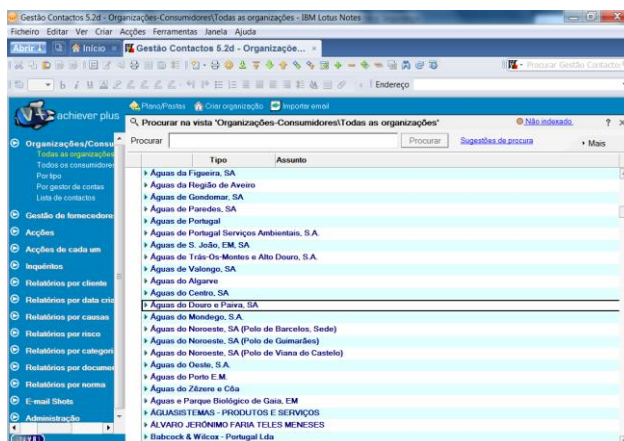 Gestão Contactos 5.2d - Organizações-Consumidores\Todas as organizações - IBM Lotus Notes
Ficheiro Editar Ver Criar Acções Ferramentas Janela Ajuda
Abrir Início × Gestão Contactos 5.2d - Organizaçõe... ×
Procurar Gestão Contacto
Endereço
achiever plus
Plano/Pastas Criar organização Importar email
Procurar na vista 'Organizações-Consumidores\Todas as organizações' Não indexado ? ×
Procurar Procurar Sugestões de procura Mais
Tipo Assunto
Organizações/Consu
Todas as organizações
Todos os consumidore
Por tipo
Por gestor de contas
Lista de contactos
Gestão de fornecedore
Acções
Acções de cada um
Inquéritos
Relatórios por cliente
Relatórios por data cria
Relatórios por causas
Relatórios por risco
Relatórios por categori
Relatórios por documen
Relatórios por norma
E-mail Shots
Administração
Águas da Figueira, SA
Águas da Região de Aveiro
Águas de Gondomar, SA
Águas de Paredes, SA
Águas de Portugal
Águas de Portugal Serviços Ambientais, S.A.
Águas de S. João, EM, SA
Águas de Trás-Os-Montes e Alto Douro, S.A.
Águas de Valongo, SA
Águas do Algarve
Águas do Centro, SA
Águas do Douro e Paiva, SA
Águas do Mondego, S.A.
Águas do Noroeste, SA (Polo de Barcelos, Sede)
Águas do Noroeste, SA (Polo de Guimarães)
Águas do Noroeste, SA (Polo de Viana do Castelo)
Águas do Oeste, S.A.
Águas do Porto E.M.
Águas do Zêzere e Côa
Águas e Parque Biológico de Gaia, EM
ÁGUASISTEMAS - PRODUTOS E SERVIÇOS
ÁLVARO JERÓNIMO FARIA TELES MENESES
Babcock & Wilcox - Portugal Lda